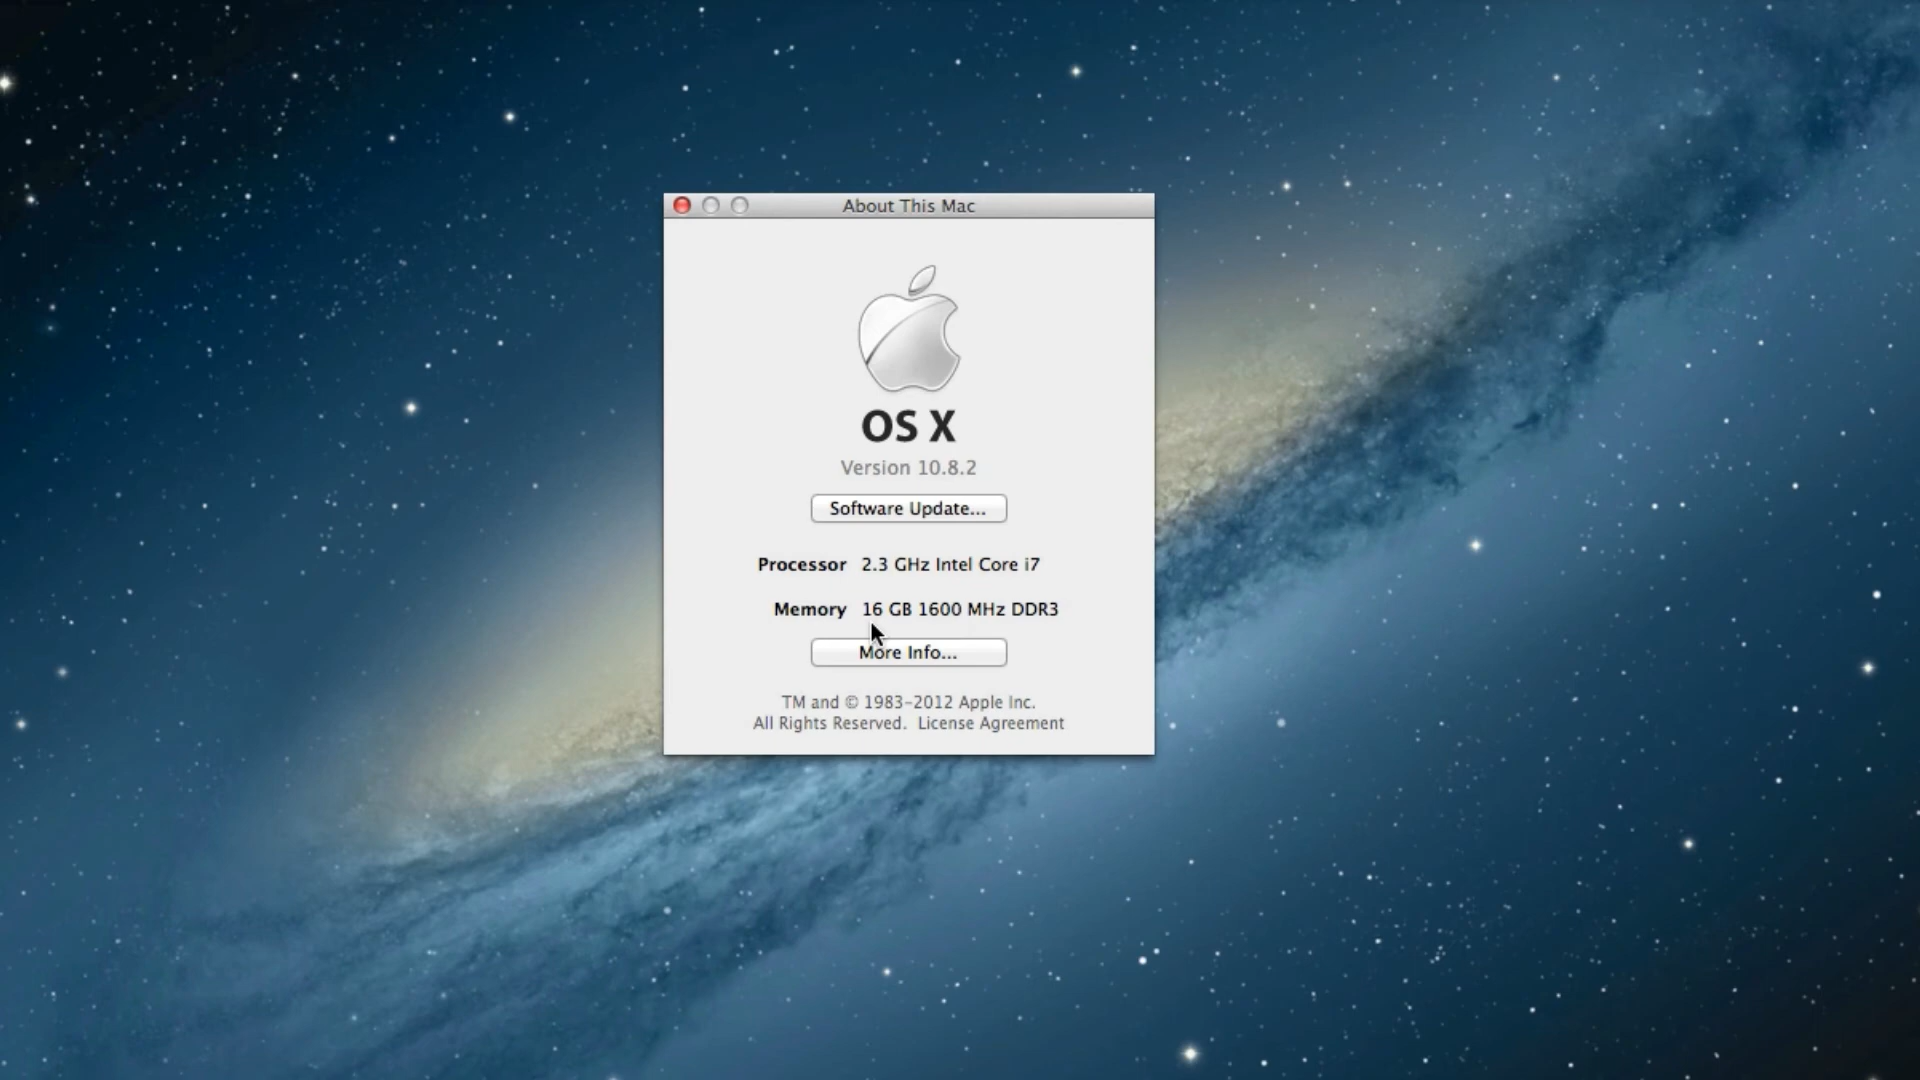 About This Mac
OS X
Version 10.8.2
Software Update...
Processor 2.3 GHz Intel Core i7
Memory 16 GB 1600 MHz DDR3
More Info...
TM and © 1983–2012 Apple Inc.
All Rights Reserved. License Agreement